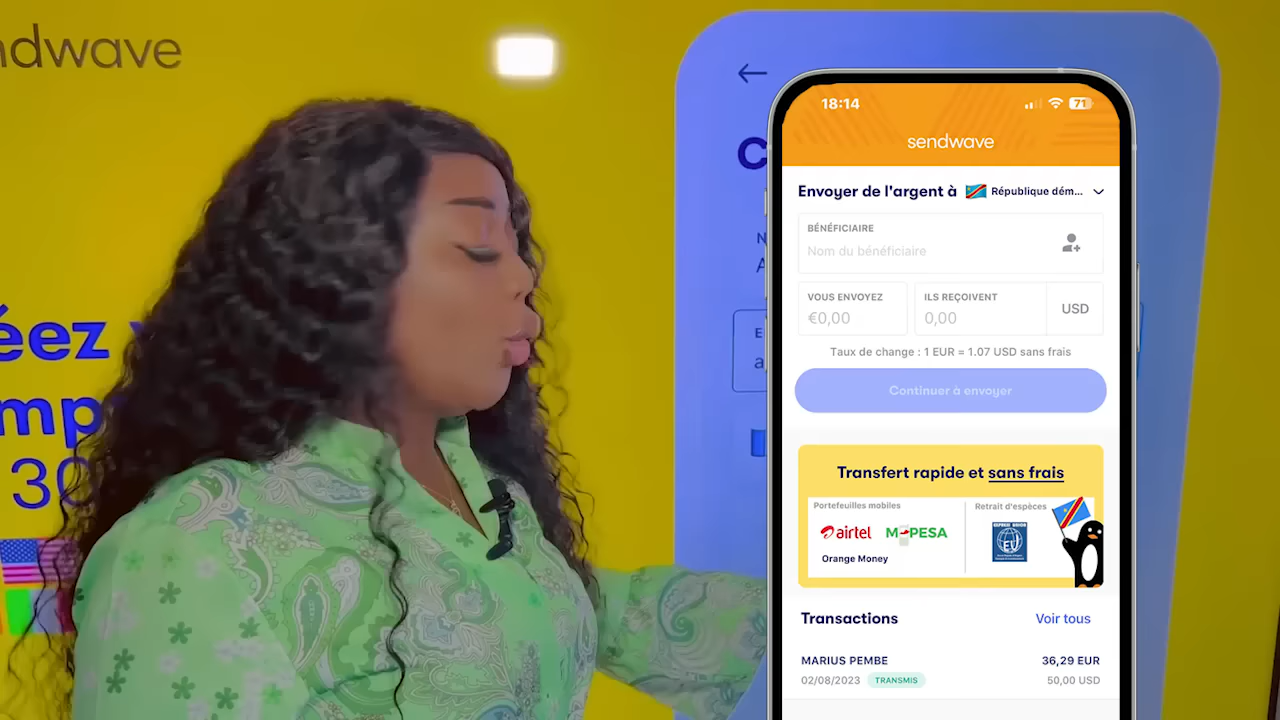 ndwave
éez
mp
30
18:14
71
sendwave
Envoyer de l'argent à République dém...
BÉNÉFICIAIRE
Nom du bénéficiaire
VOUS ENVOYEZ
€0,00
ILS REÇOIVENT
0,00
USD
Taux de change : 1 EUR = 1.07 USD sans frais
Continuer à envoyer
Transfert rapide et sans frais
Portefeuilles mobiles
Retrait d'espèces
airtel
M-PESA
Orange Money
Transactions
Voir tous
MARIUS PEMBE
36,29 EUR
02/08/2023
TRANSMIS
50,00 USD